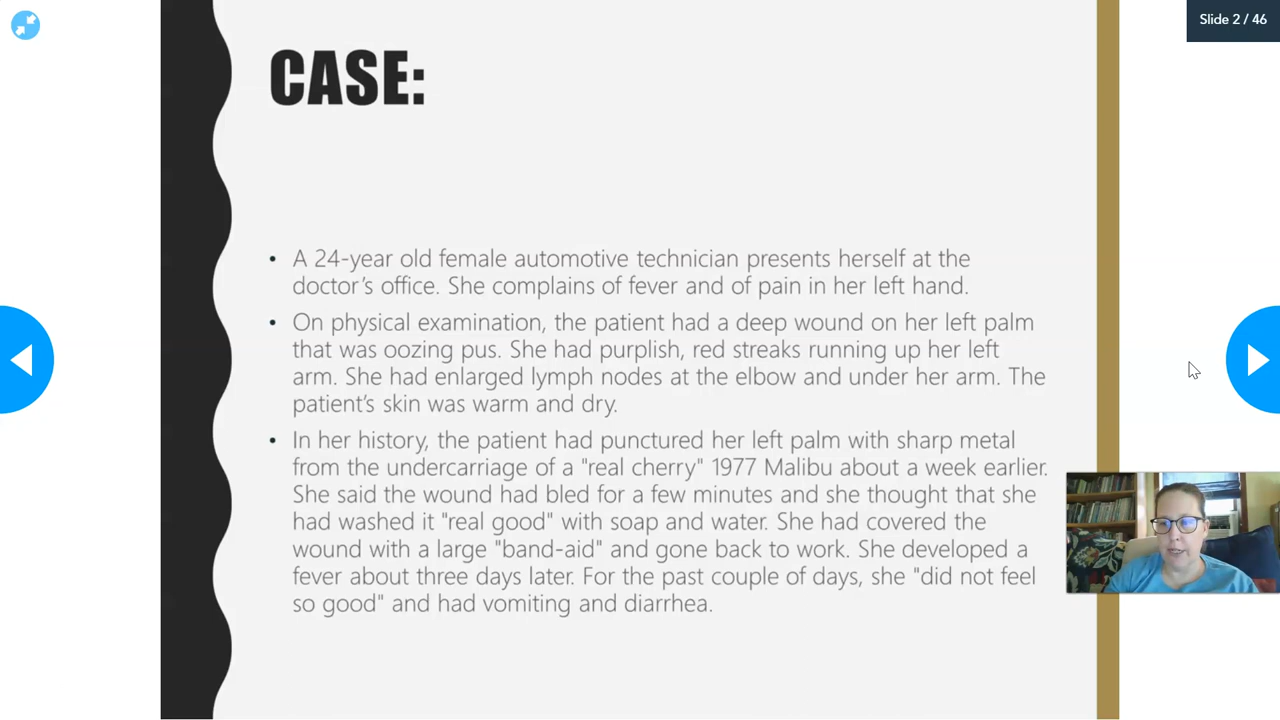 Slide 2 / 46
CASE:
• A 24-year old female automotive technician presents herself at the
doctor's office. She complains of fever and of pain in her left hand.
• On physical examination, the patient had a deep wound on her left palm
that was oozing pus. She had purplish, red streaks running up her left
arm. She had enlarged lymph nodes at the elbow and under her arm. The
patient's skin was warm and dry.
• In her history, the patient had punctured her left palm with sharp metal
from the undercarriage of a "real cherry" 1977 Malibu about a week earlier.
She said the wound had bled for a few minutes and she thought that she
had washed it "real good" with soap and water. She had covered the
wound with a large "band-aid" and gone back to work. She developed a
fever about three days later. For the past couple of days, she "did not feel
so good" and had vomiting and diarrhea.